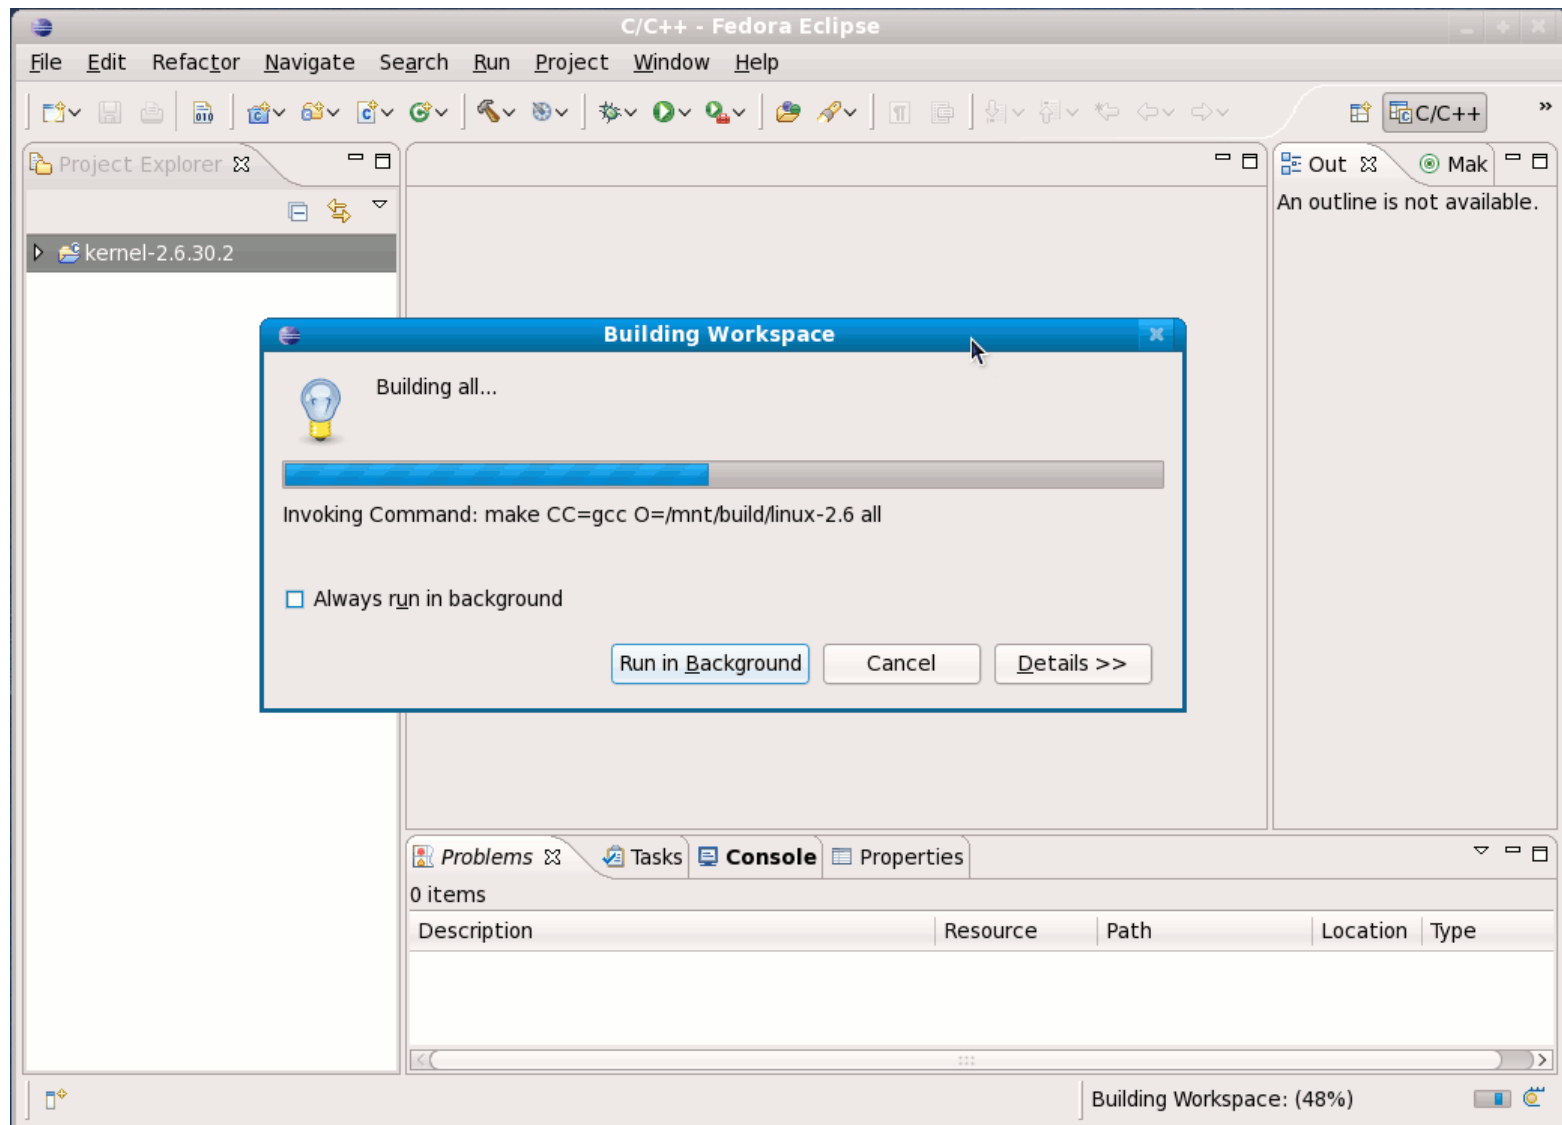 C/C++ - Fedora Eclipse
File Edit Refactor Navigate Search Run Project Window Help
C/C++ »
Project Explorer
Out Mak
An outline is not available.
kernel-2.6.30.2
Building Workspace
Building all...
Invoking Command: make CC=gcc O=/mnt/build/linux-2.6 all
Always run in background
Run in Background Cancel Details >>
Problems Tasks Console Properties
0 items
Description Resource Path Location Type
Building Workspace: (48%)